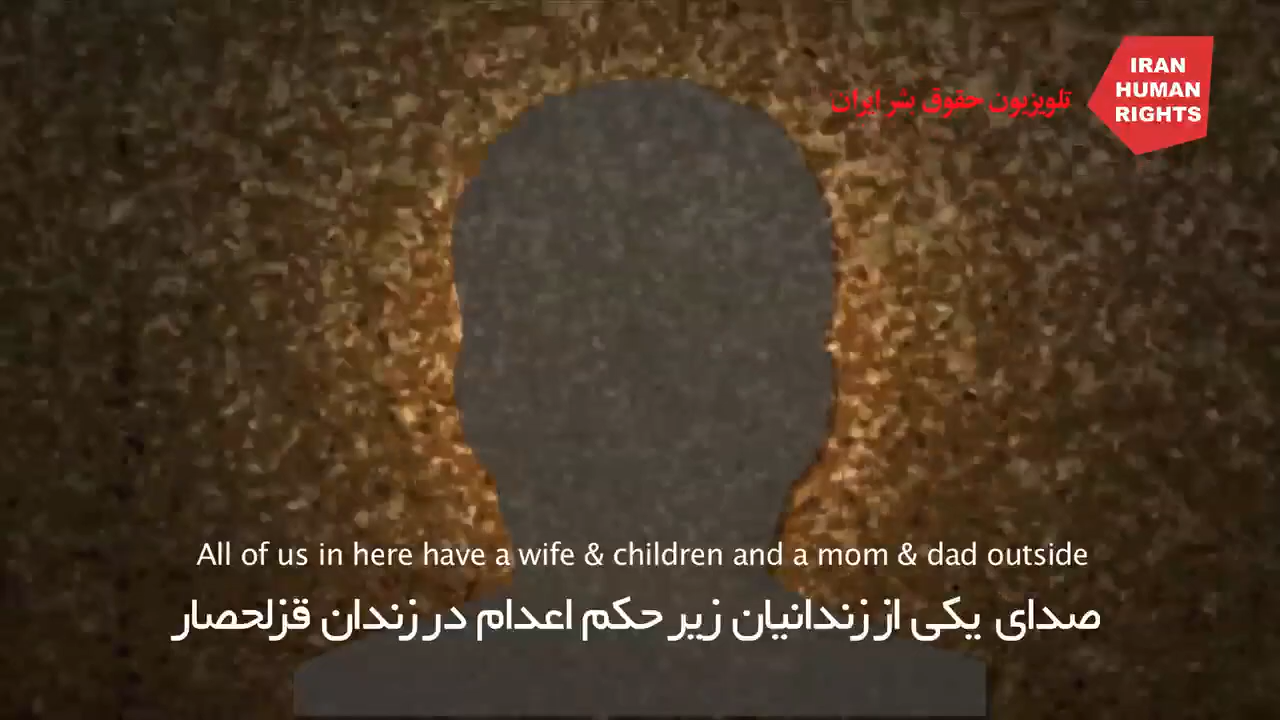 IRAN
HUMAN
RIGHTS
تلویزیون حقوق بشر ایران
All of us in here have a wife & children and a mom & dad outside
صدای یکی از زندانیان زیر حکم اعدام در زندان قزلحصار